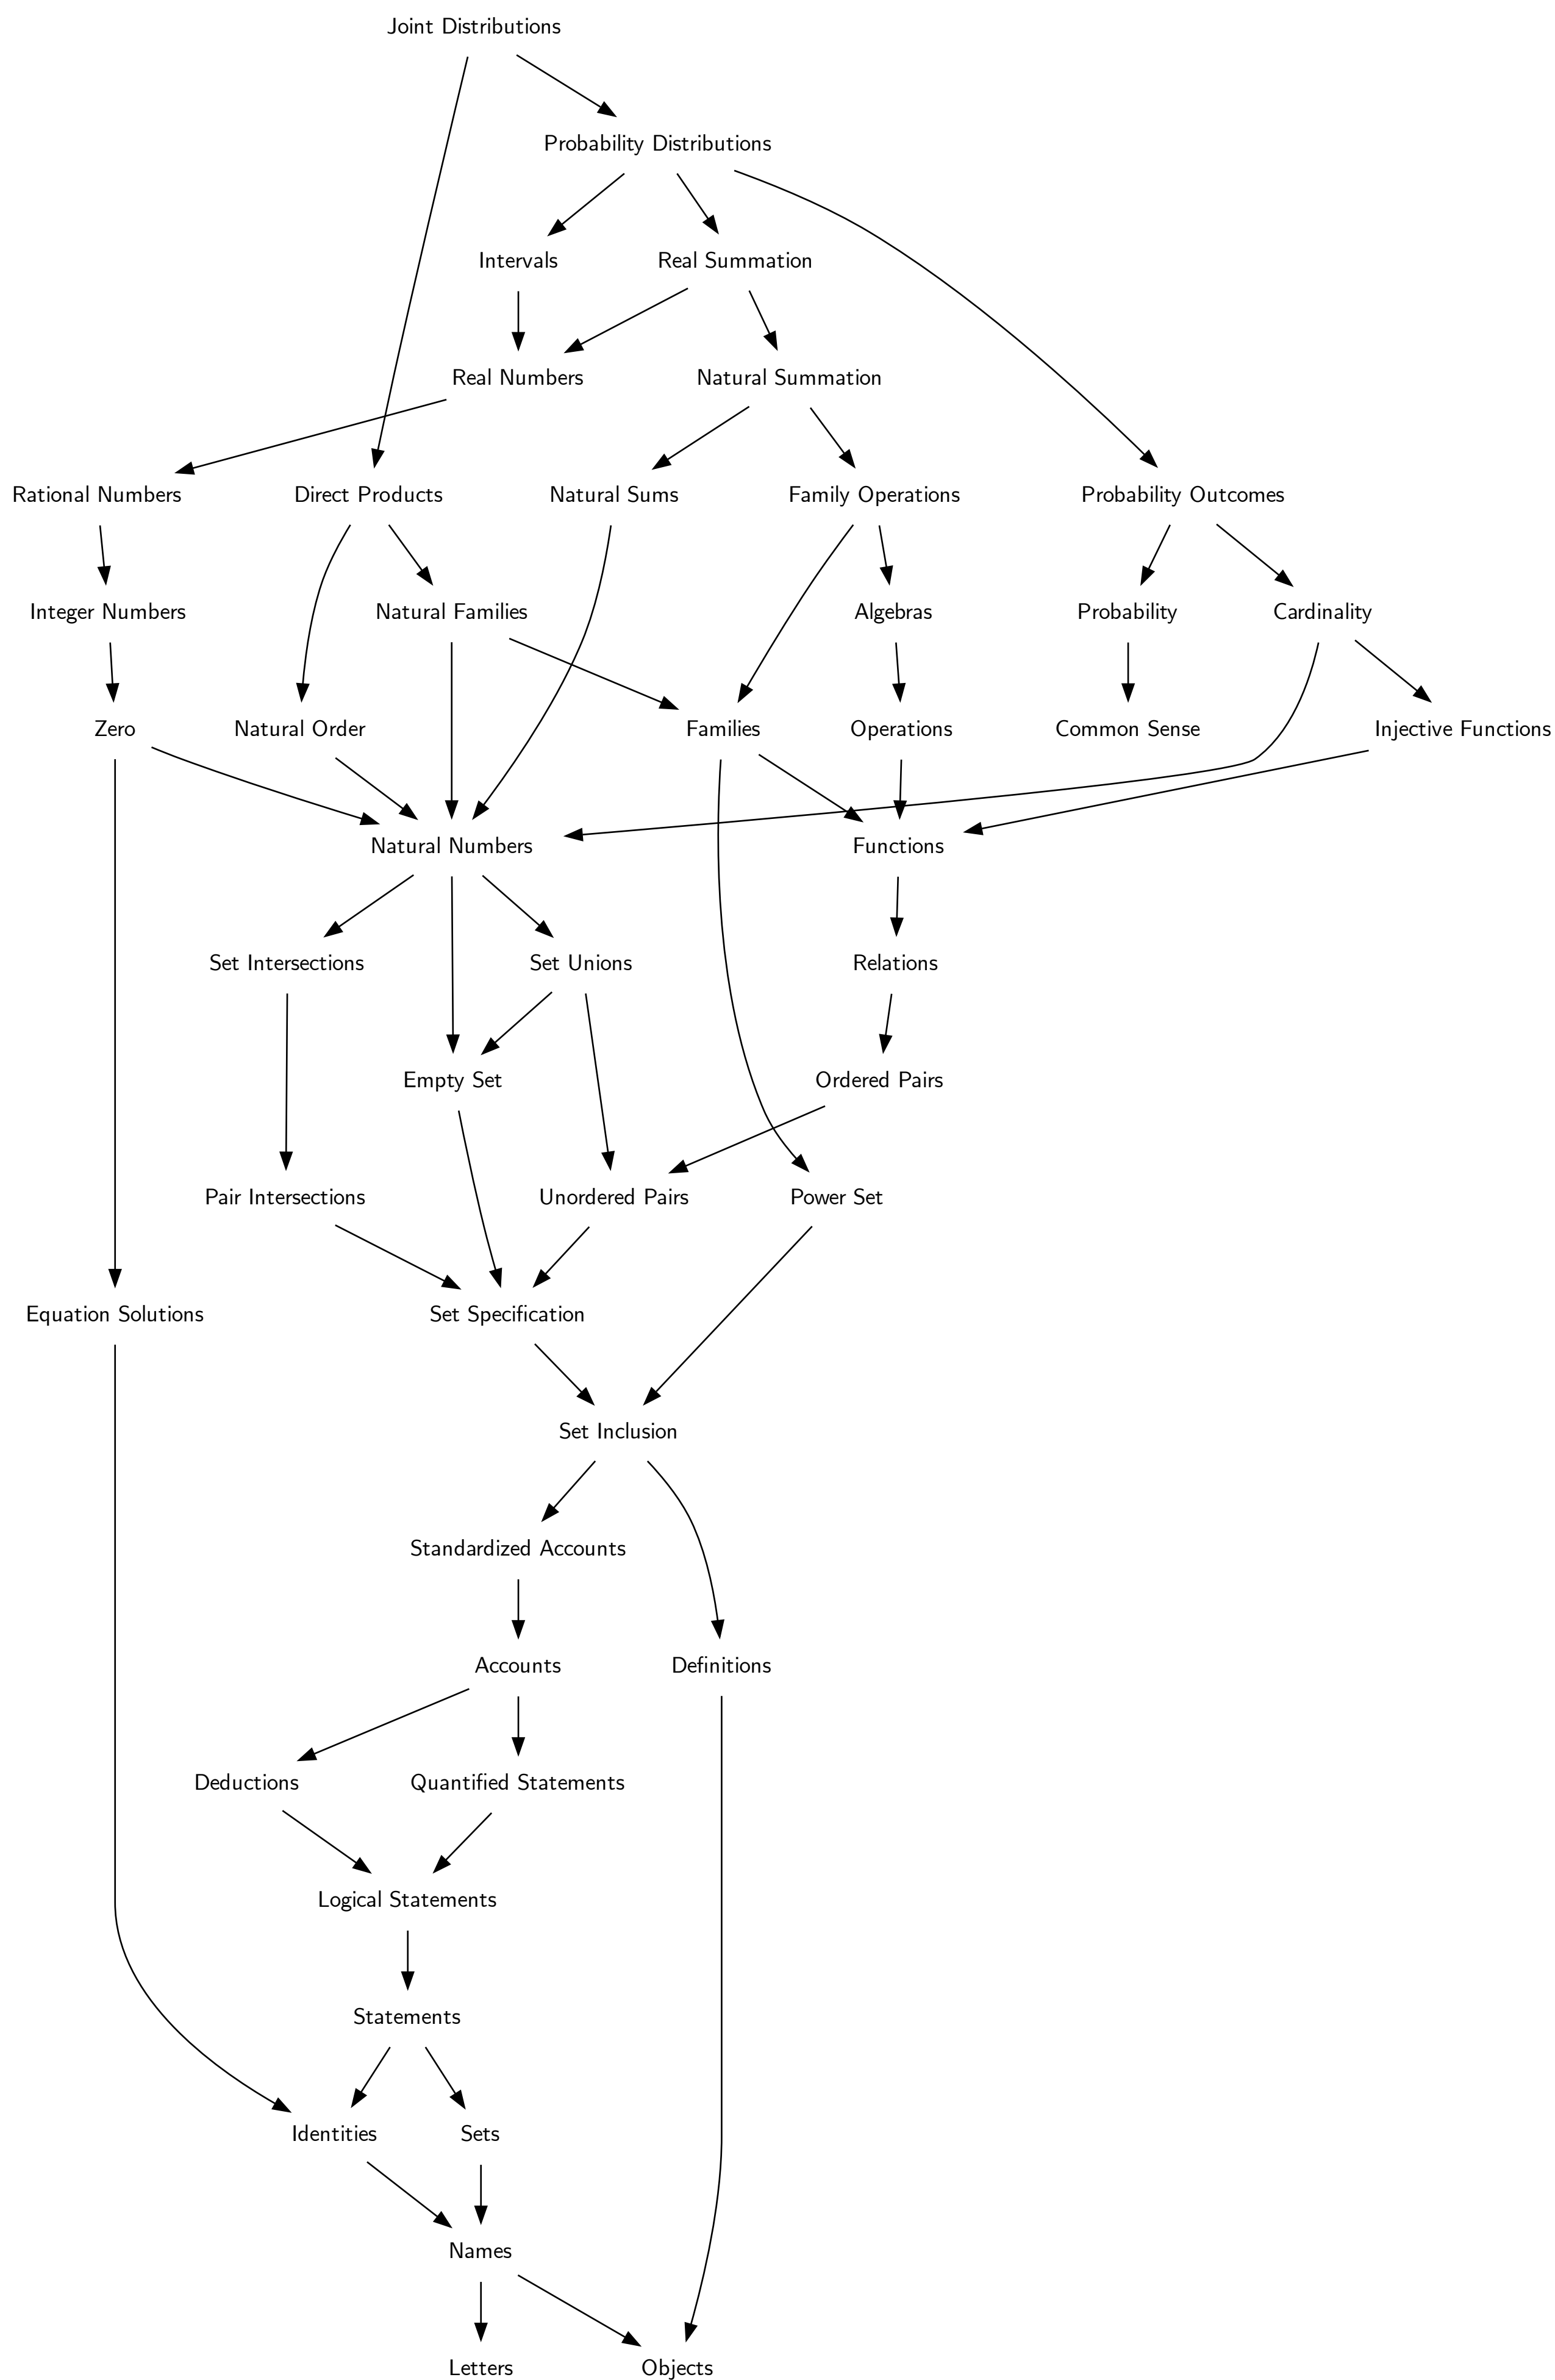 Joint Distributions
Probability Distributions
Intervals
Real Summation
Real Numbers
Natural Summation
Rational Numbers
Direct Products
Natural Sums
Family Operations
Probability Outcomes
Integer Numbers
Natural Families
Algebras
Probability
Cardinality
Zero
Natural Order
Families
Operations
Common Sense
Injective Functions
Natural Numbers
Functions
Set Intersections
Set Unions
Relations
Empty Set
Ordered Pairs
Pair Intersections
Unordered Pairs
Power Set
Equation Solutions
Set Specification
Set Inclusion
Standardized Accounts
Accounts
Definitions
Deductions
Quantified Statements
Logical Statements
Statements
Identities
Sets
Names
Letters
Objects